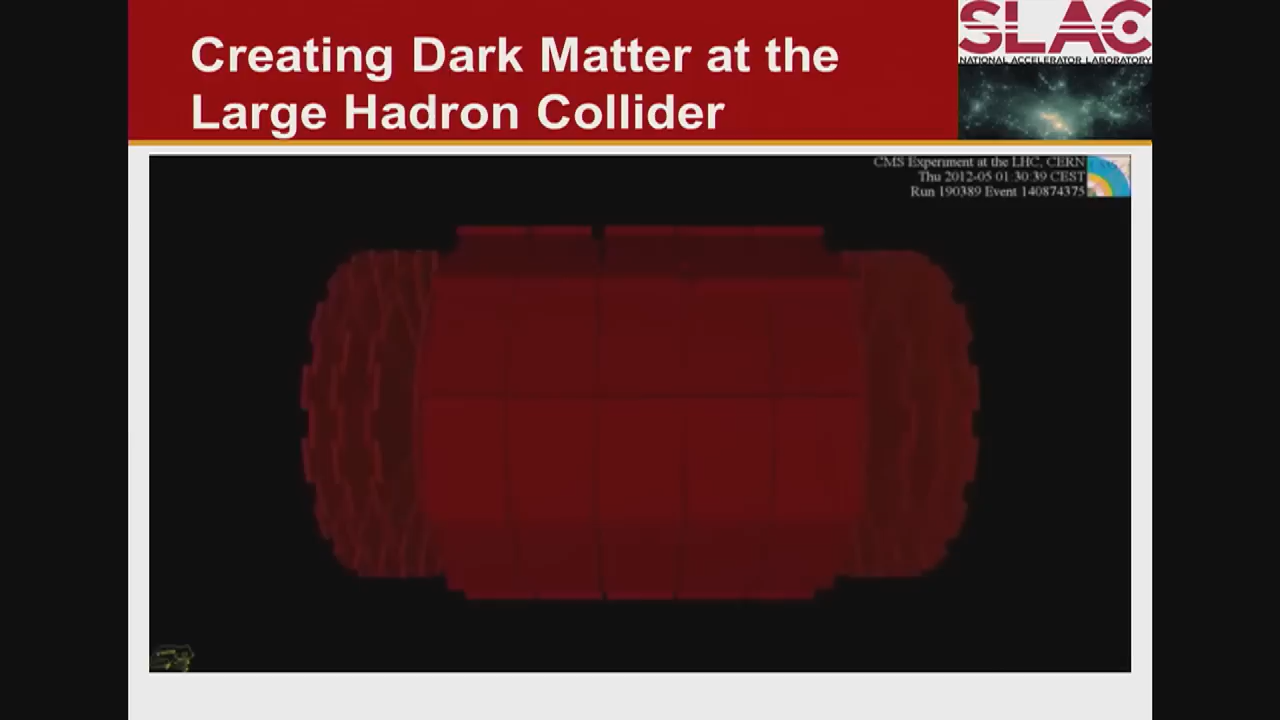 Creating Dark Matter at the
Large Hadron Collider
SLAC
NATIONAL ACCELERATOR LABORATORY
CMS Experiment at the LHC, CERN
Thu 2012-05 01:30:39 CEST
Run 190389 Event 140874375